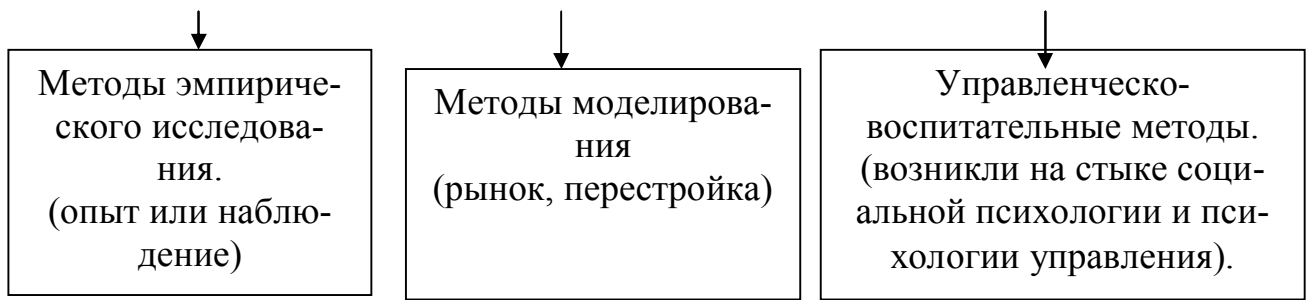 Методы эмпириче-
ского исследова-
ния.
(опыт или наблю-
дение)
Методы моделирова-
ния
(рынок, перестройка)
Управленческо-
воспитательные методы.
(возникли на стыке соци-
альной психологии и пси-
хологии управления).